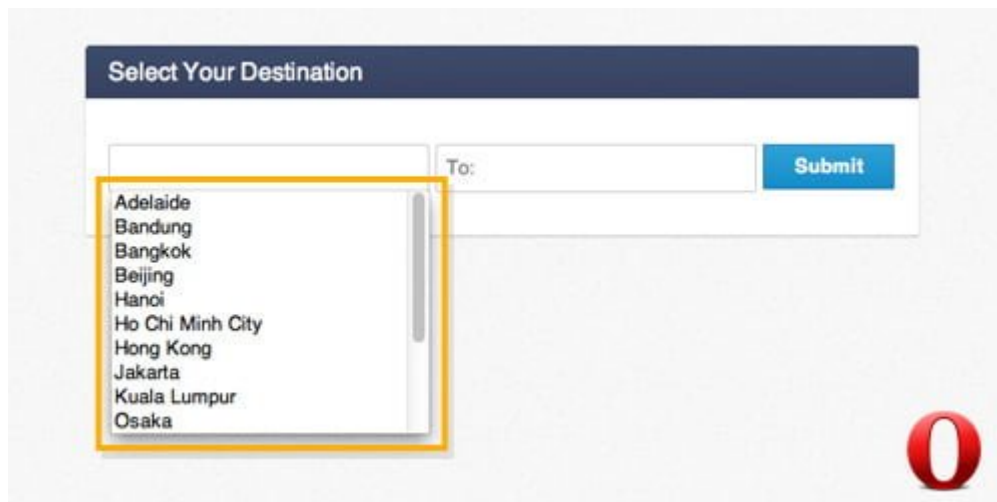 Select Your Destination
To:
Submit
Adelaide
Bandung
Bangkok
Beijing
Hanoi
Ho Chi Minh City
Hong Kong
Jakarta
Kuala Lumpur
Osaka